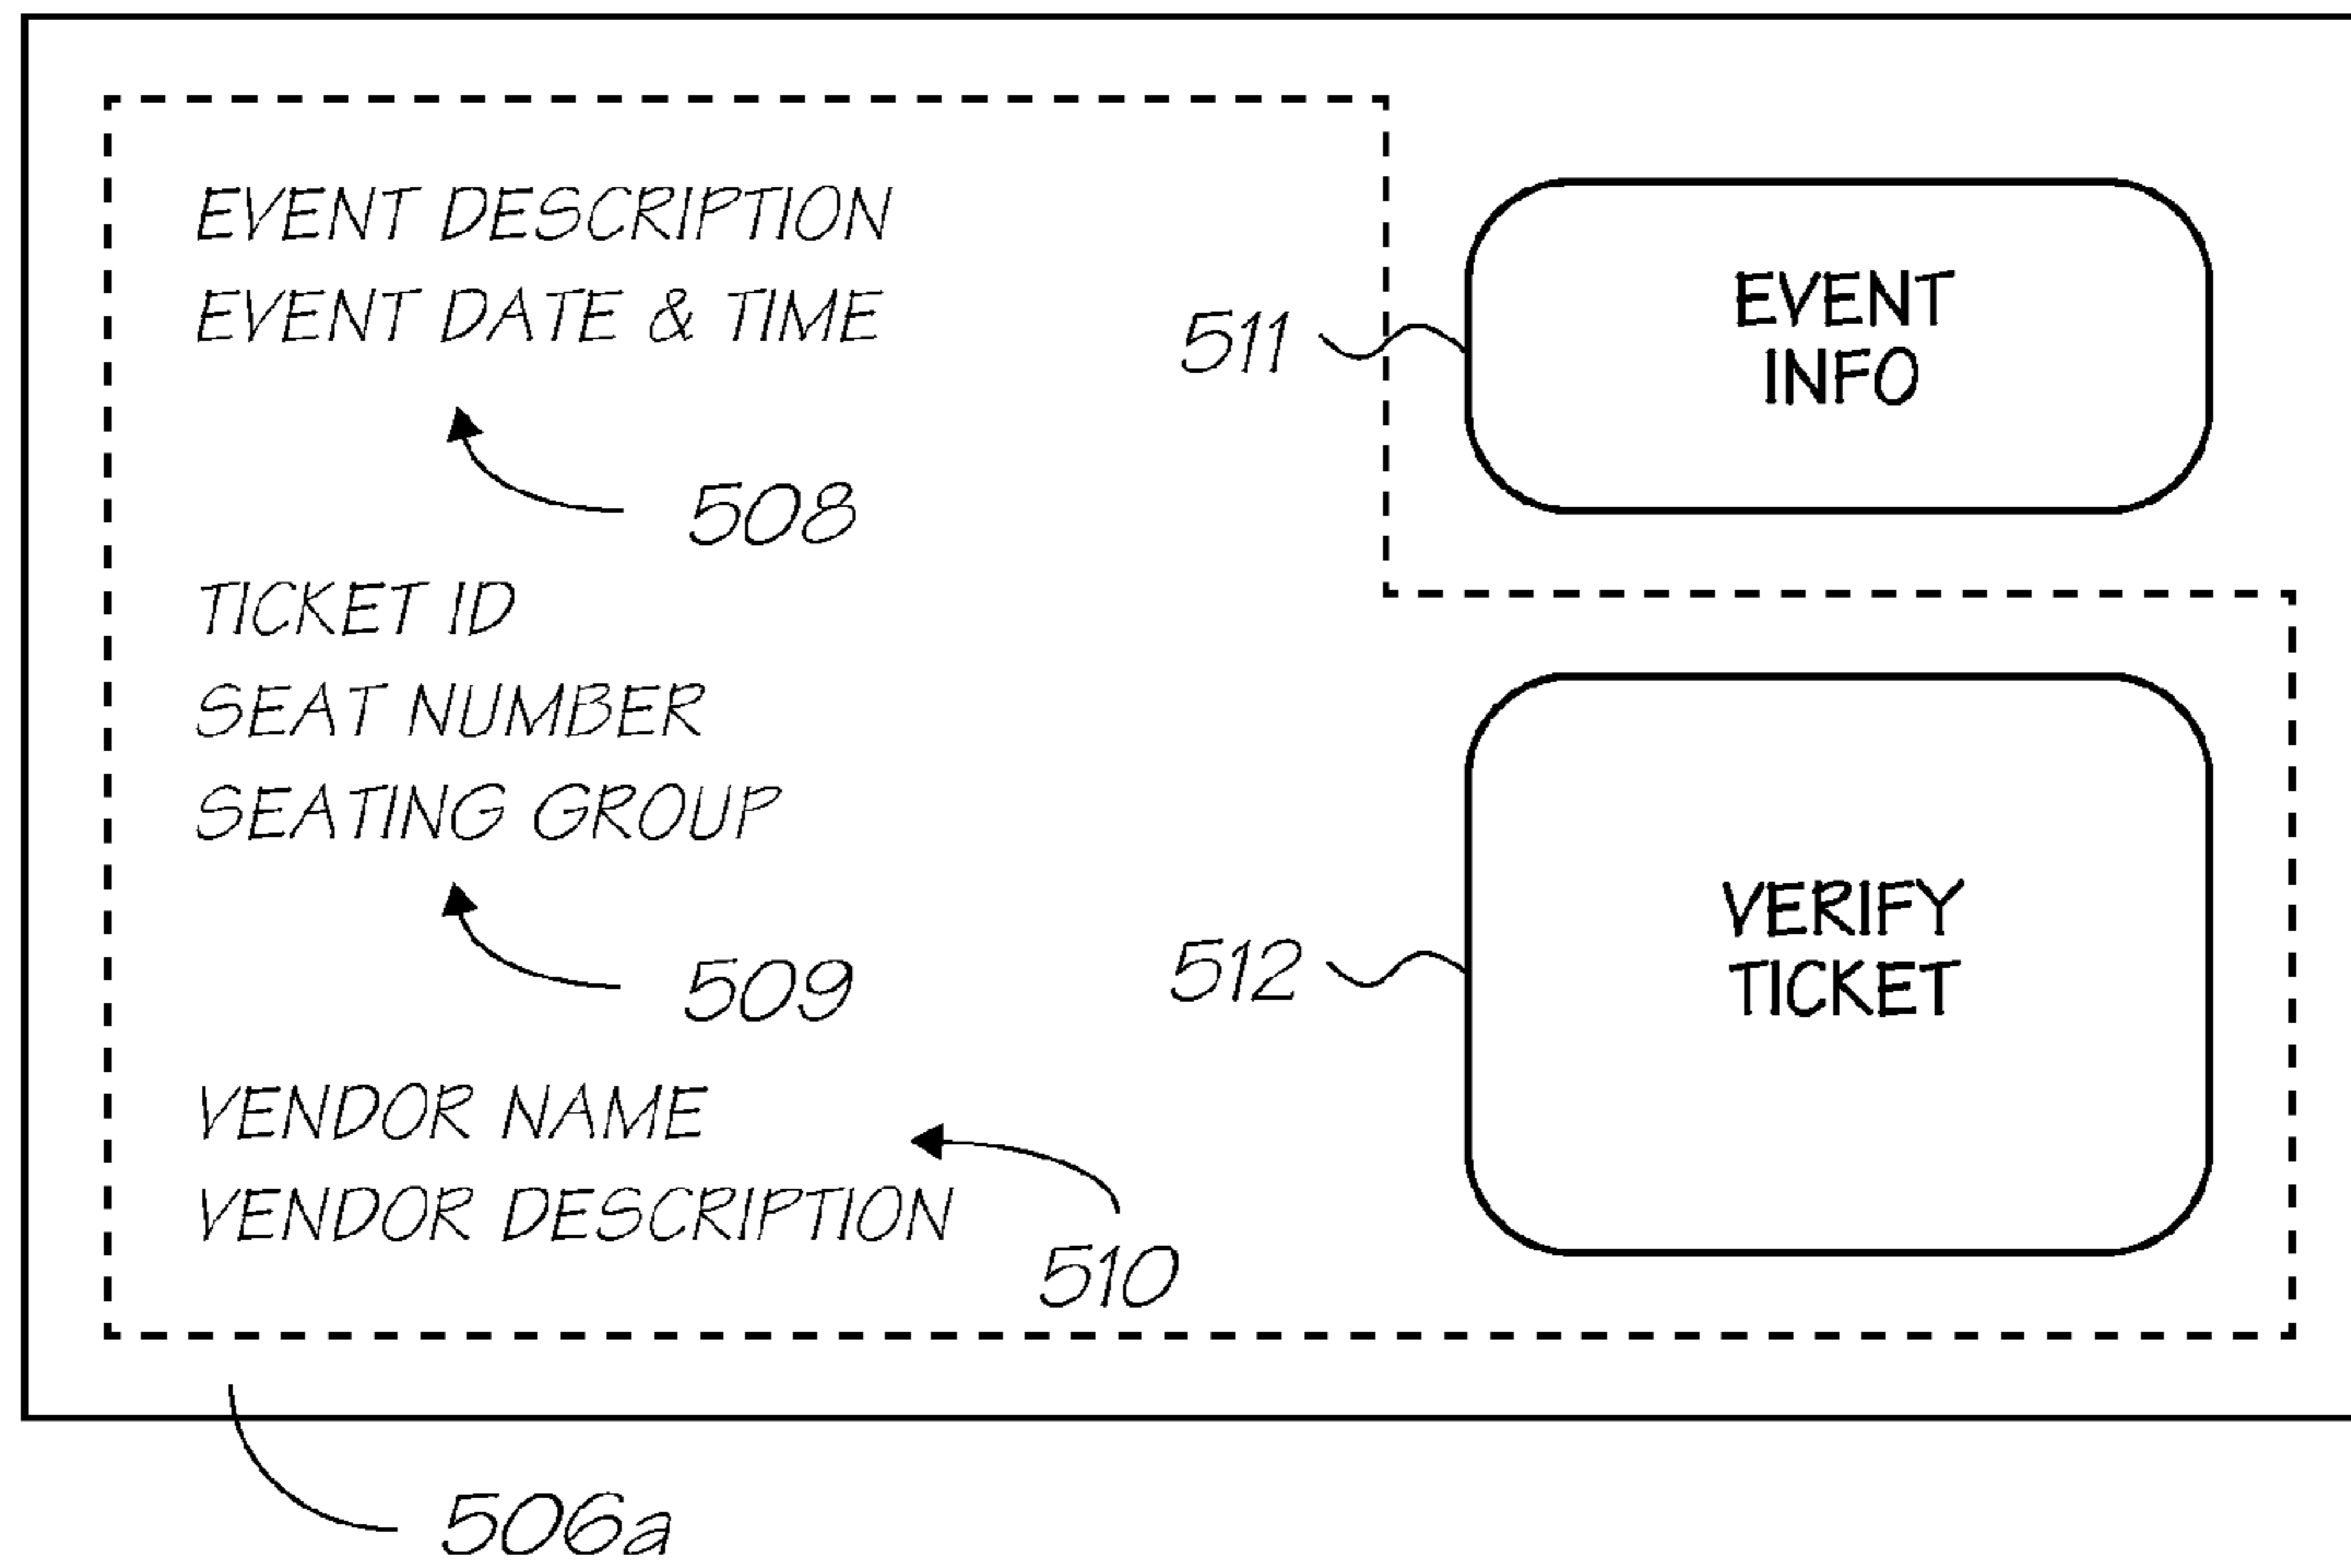 EVENT DESCRIPTION
EVENT DATE & TIME
508
TICKET ID
SEAT NUMBER
SEATING GROUP
509
VENDOR NAME
VENDOR DESCRIPTION
510
511
EVENT
INFO
512
VERIFY
TICKET
506a